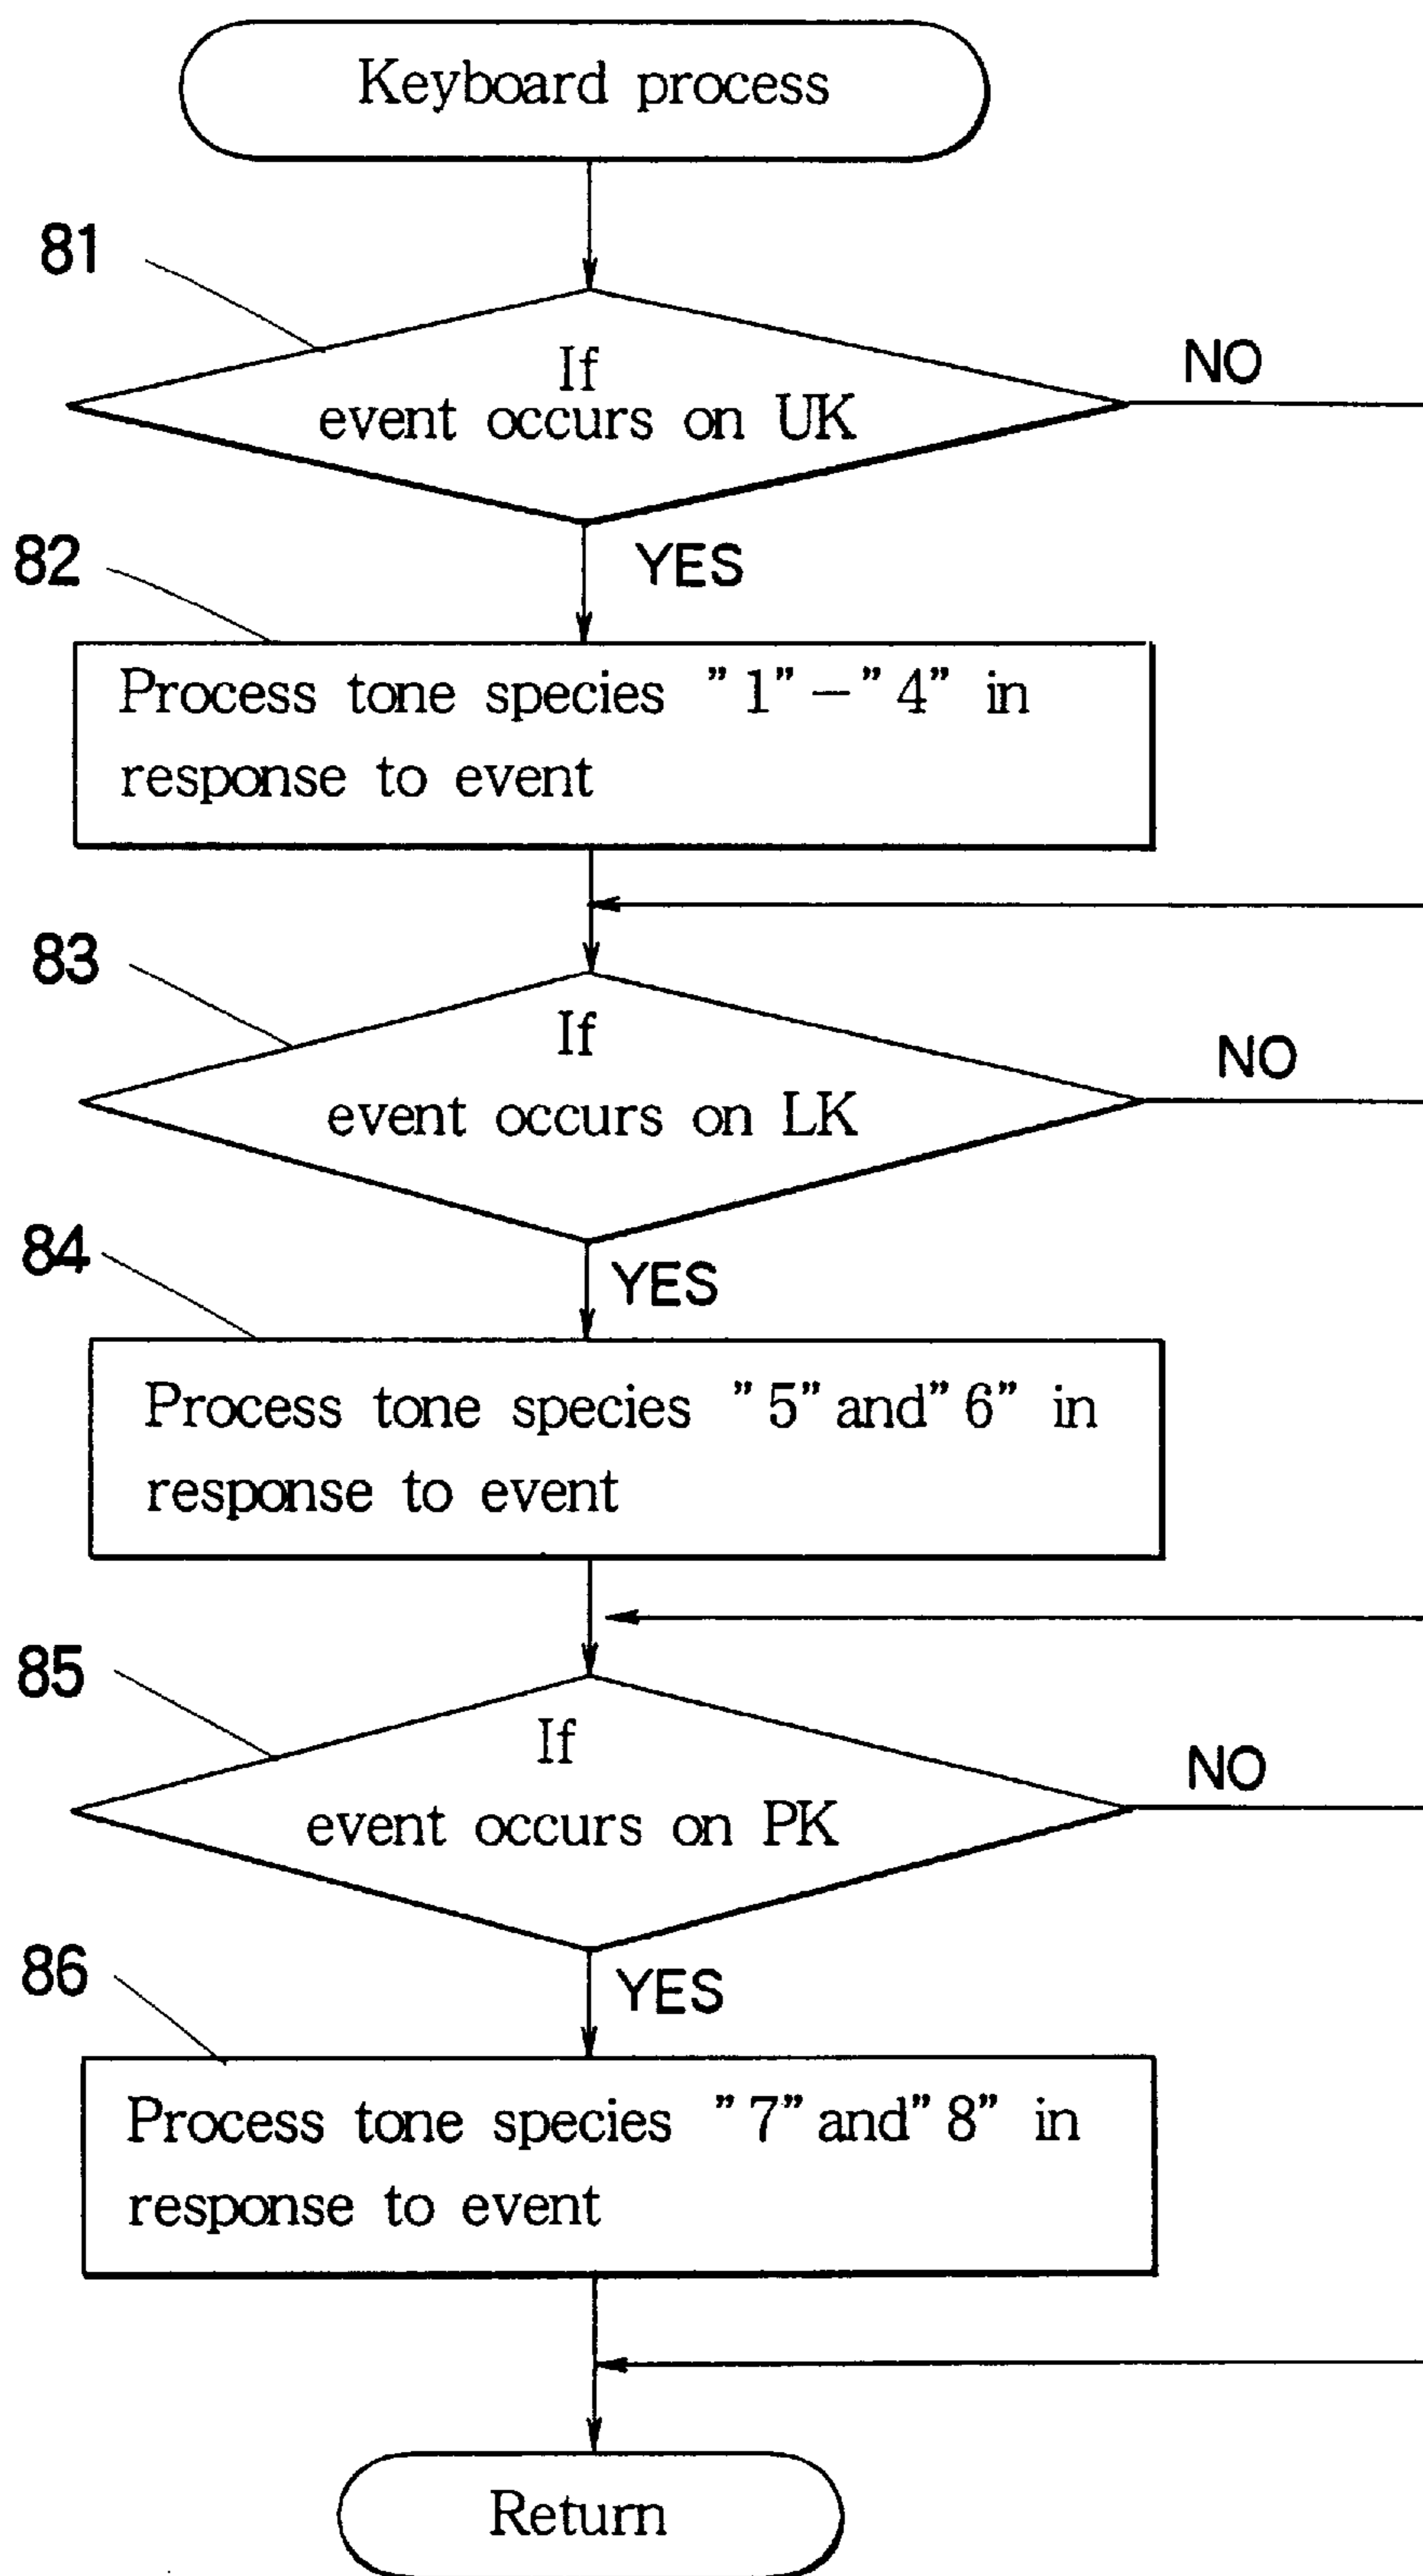 Keyboard process
81
If
event occurs on UK
NO
YES
82
Process tone species "1"-"4" in
response to event
83
If
event occurs on LK
NO
YES
84
Process tone species "5"and"6" in
response to event
85
If
event occurs on PK
NO
YES
86
Process tone species "7"and"8" in
response to event
Return